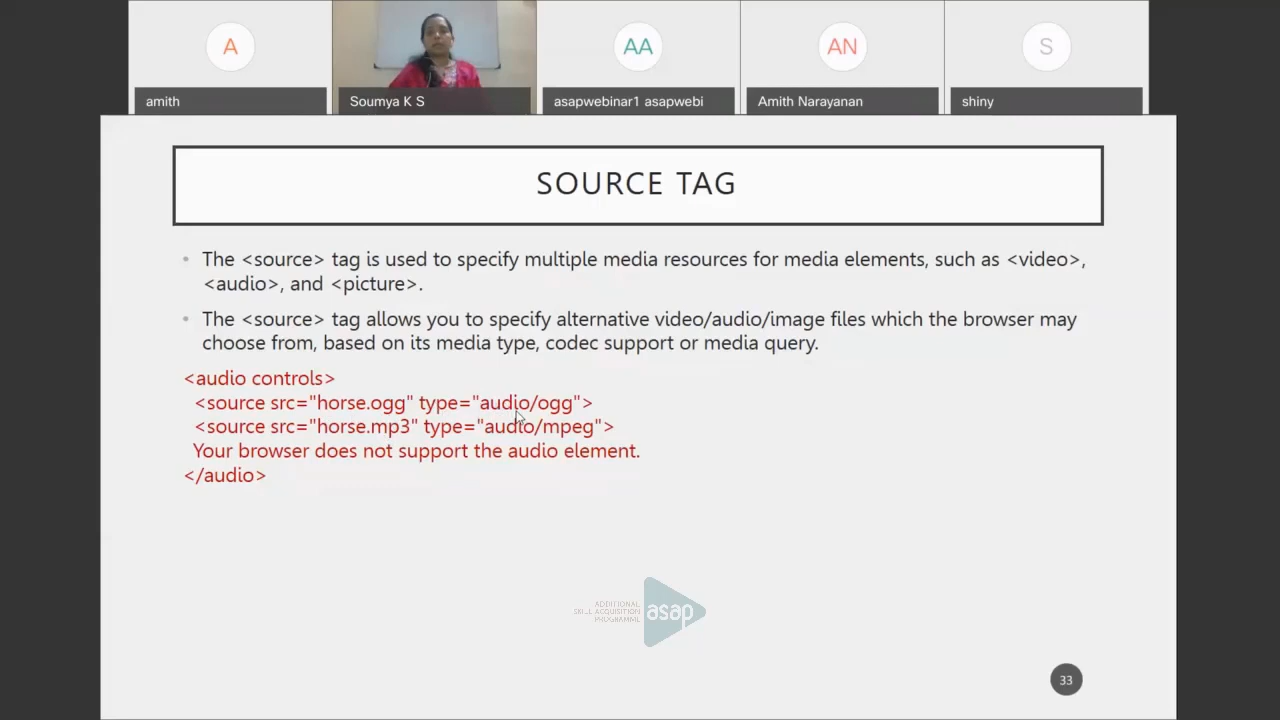 A
AA
AN
S
amith
Soumya K S
asapwebinar1 asapwebi
Amith Narayanan
shiny
SOURCE TAG
• The <source> tag is used to specify multiple media resources for media elements, such as <video>,
<audio>, and <picture>.
• The <source> tag allows you to specify alternative video/audio/image files which the browser may
choose from, based on its media type, codec support or media query.
<audio controls>
<source src="horse.ogg" type="audio/ogg">
<source src="horse.mp3" type="audio/mpeg">
Your browser does not support the audio element.
</audio>
ADDITIONAL
SKILL ACQUISITION
PROGRAMME
asap
33